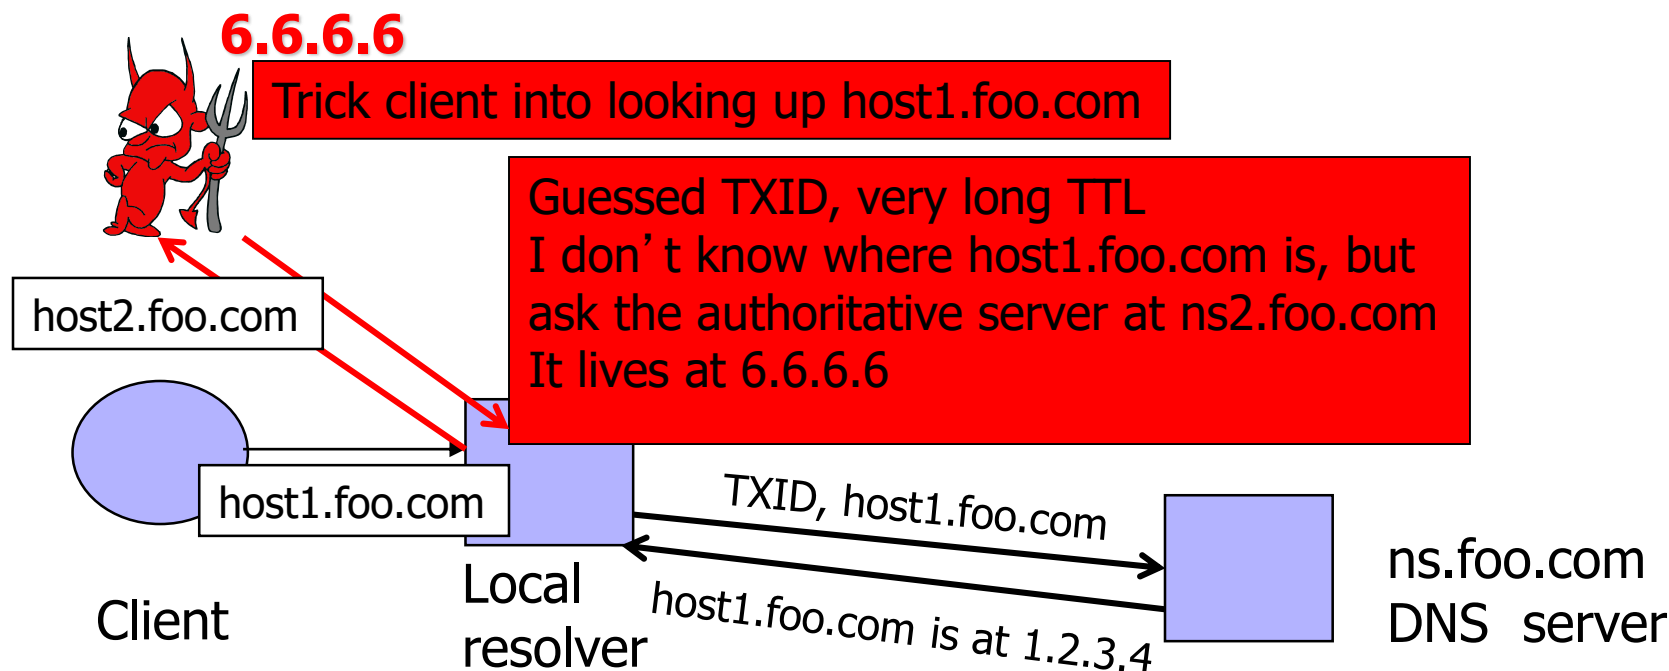 6.6.6.6
Trick client into looking up host1.foo.com
Guessed TXID, very long TTL
I don’t know where host1.foo.com is, but
ask the authoritative server at ns2.foo.com
It lives at 6.6.6.6
host2.foo.com
host1.foo.com
TXID, host1.foo.com
host1.foo.com is at 1.2.3.4
Client
Local
resolver
ns.foo.com
DNS server